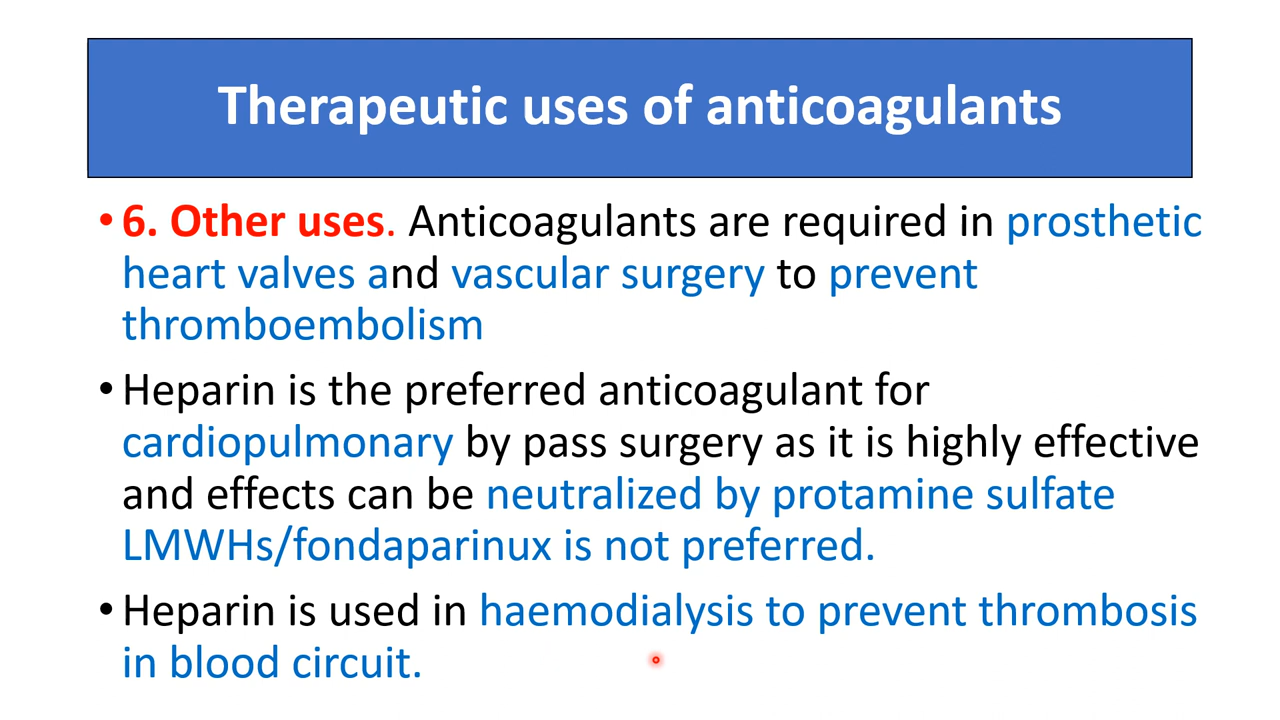 Therapeutic uses of anticoagulants
• 6. Other uses. Anticoagulants are required in prosthetic
heart valves and vascular surgery to prevent
thromboembolism
• Heparin is the preferred anticoagulant for
cardiopulmonary by pass surgery as it is highly effective
and effects can be neutralized by protamine sulfate
LMWHs/fondaparinux is not preferred.
• Heparin is used in haemodialysis to prevent thrombosis
in blood circuit.